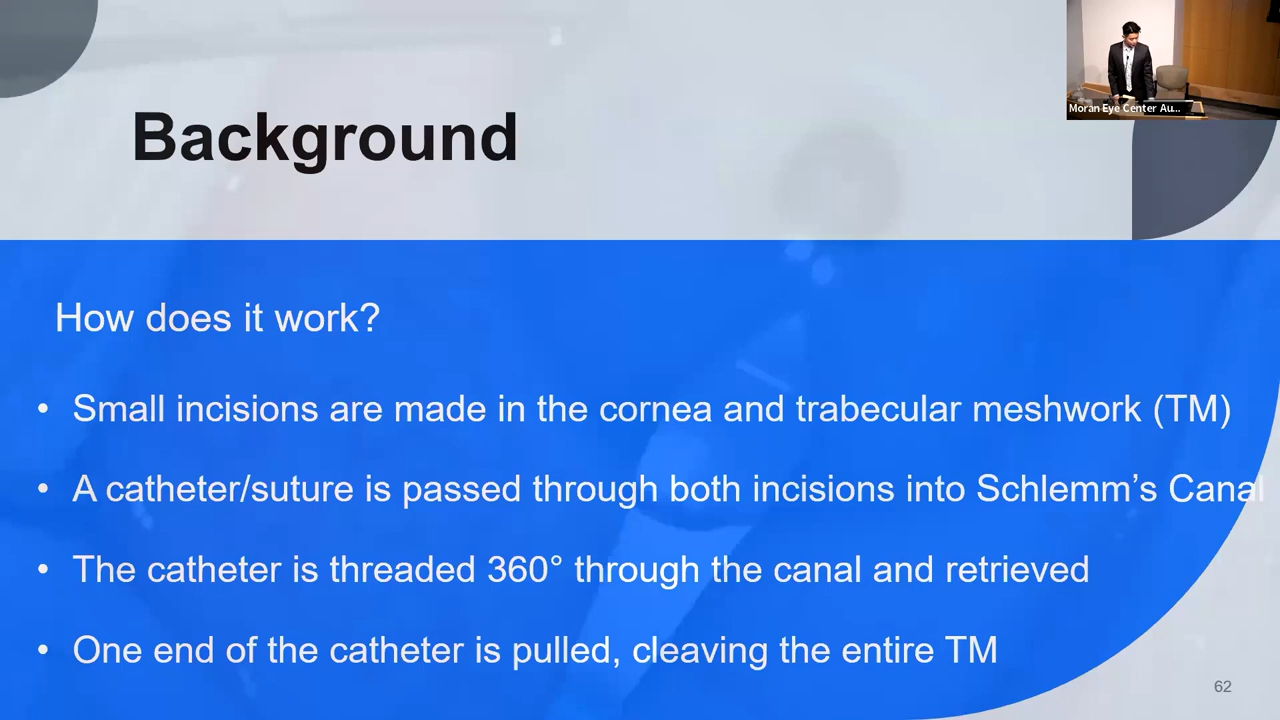 Moran Eye Center Au...
Background
How does it work?
• Small incisions are made in the cornea and trabecular meshwork (TM)
• A catheter/suture is passed through both incisions into Schlemm’s Canal
• The catheter is threaded 360° through the canal and retrieved
• One end of the catheter is pulled, cleaving the entire TM
62